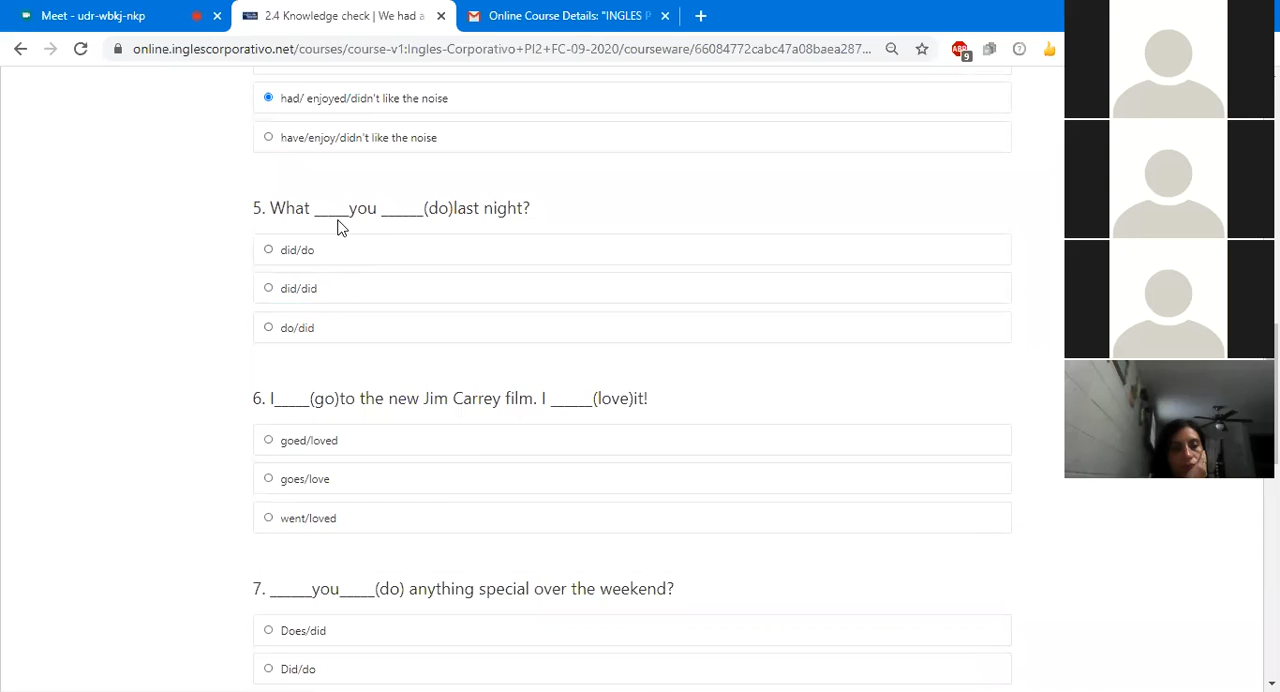 Meet - udr-wbkj-nkp
2.4 Knowledge check | We had a
Online Course Details: "INGLES P
online.inglescorporativo.net/courses/course-v1:Ingles-Corporativo+PI2+FC-09-2020/courseware/66084772cabc47a08baea287...
ABP
9
had/ enjoyed/didn't like the noise
have/enjoy/didn't like the noise
5. What ____you _____(do)last night?
did/do
did/did
do/did
6. I____(go)to the new Jim Carrey film. I _____(love)it!
goed/loved
goes/love
went/loved
7. _____you____(do) anything special over the weekend?
Does/did
Did/do